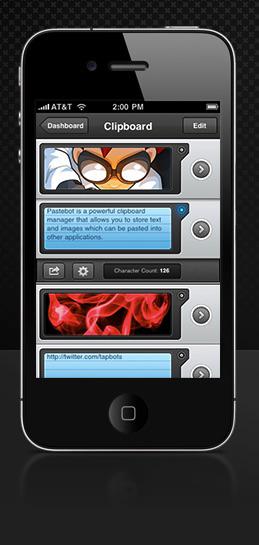 AT&T 2:00 PM
Dashboard Clipboard Edit
Pastebot is a powerful clipboard
manager that allows you to store text
and images which can be pasted into
other applications.
Character Count: 126
http://twitter.com/tapbots